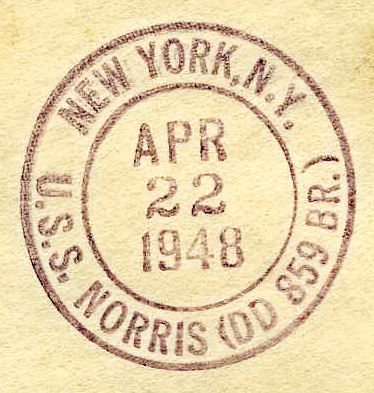 NEW YORK, N.Y.
APR
22
1948
U.S.S. NORRIS (DD 859 BR.)